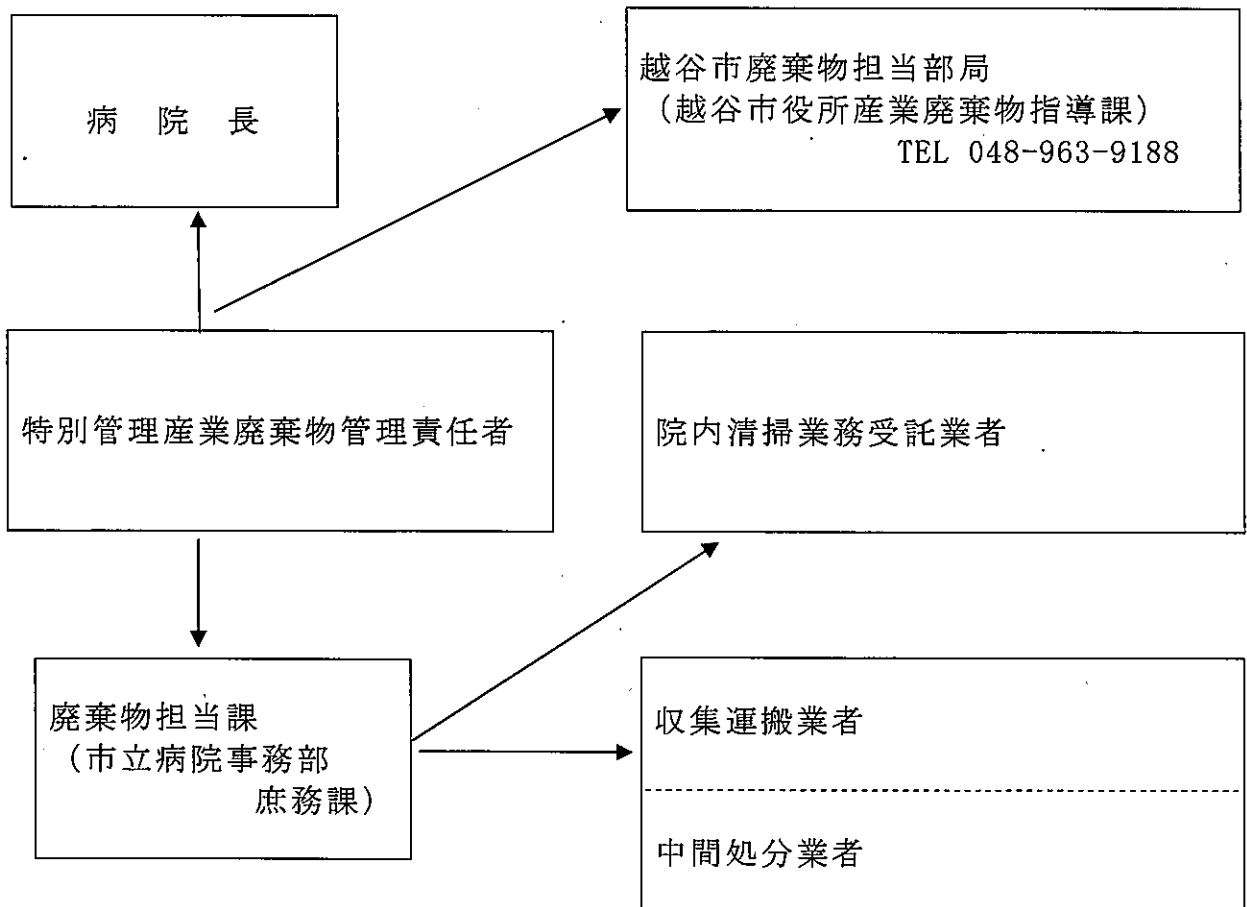 病 院 長
越谷市廃棄物担当部局
（越谷市役所産業廃棄物指導課）
TEL 048-963-9188
特別管理産業廃棄物管理責任者
院内清掃業務受託業者
廃棄物担当課
（市立病院事務部
庶務課）
収集運搬業者
中間処分業者